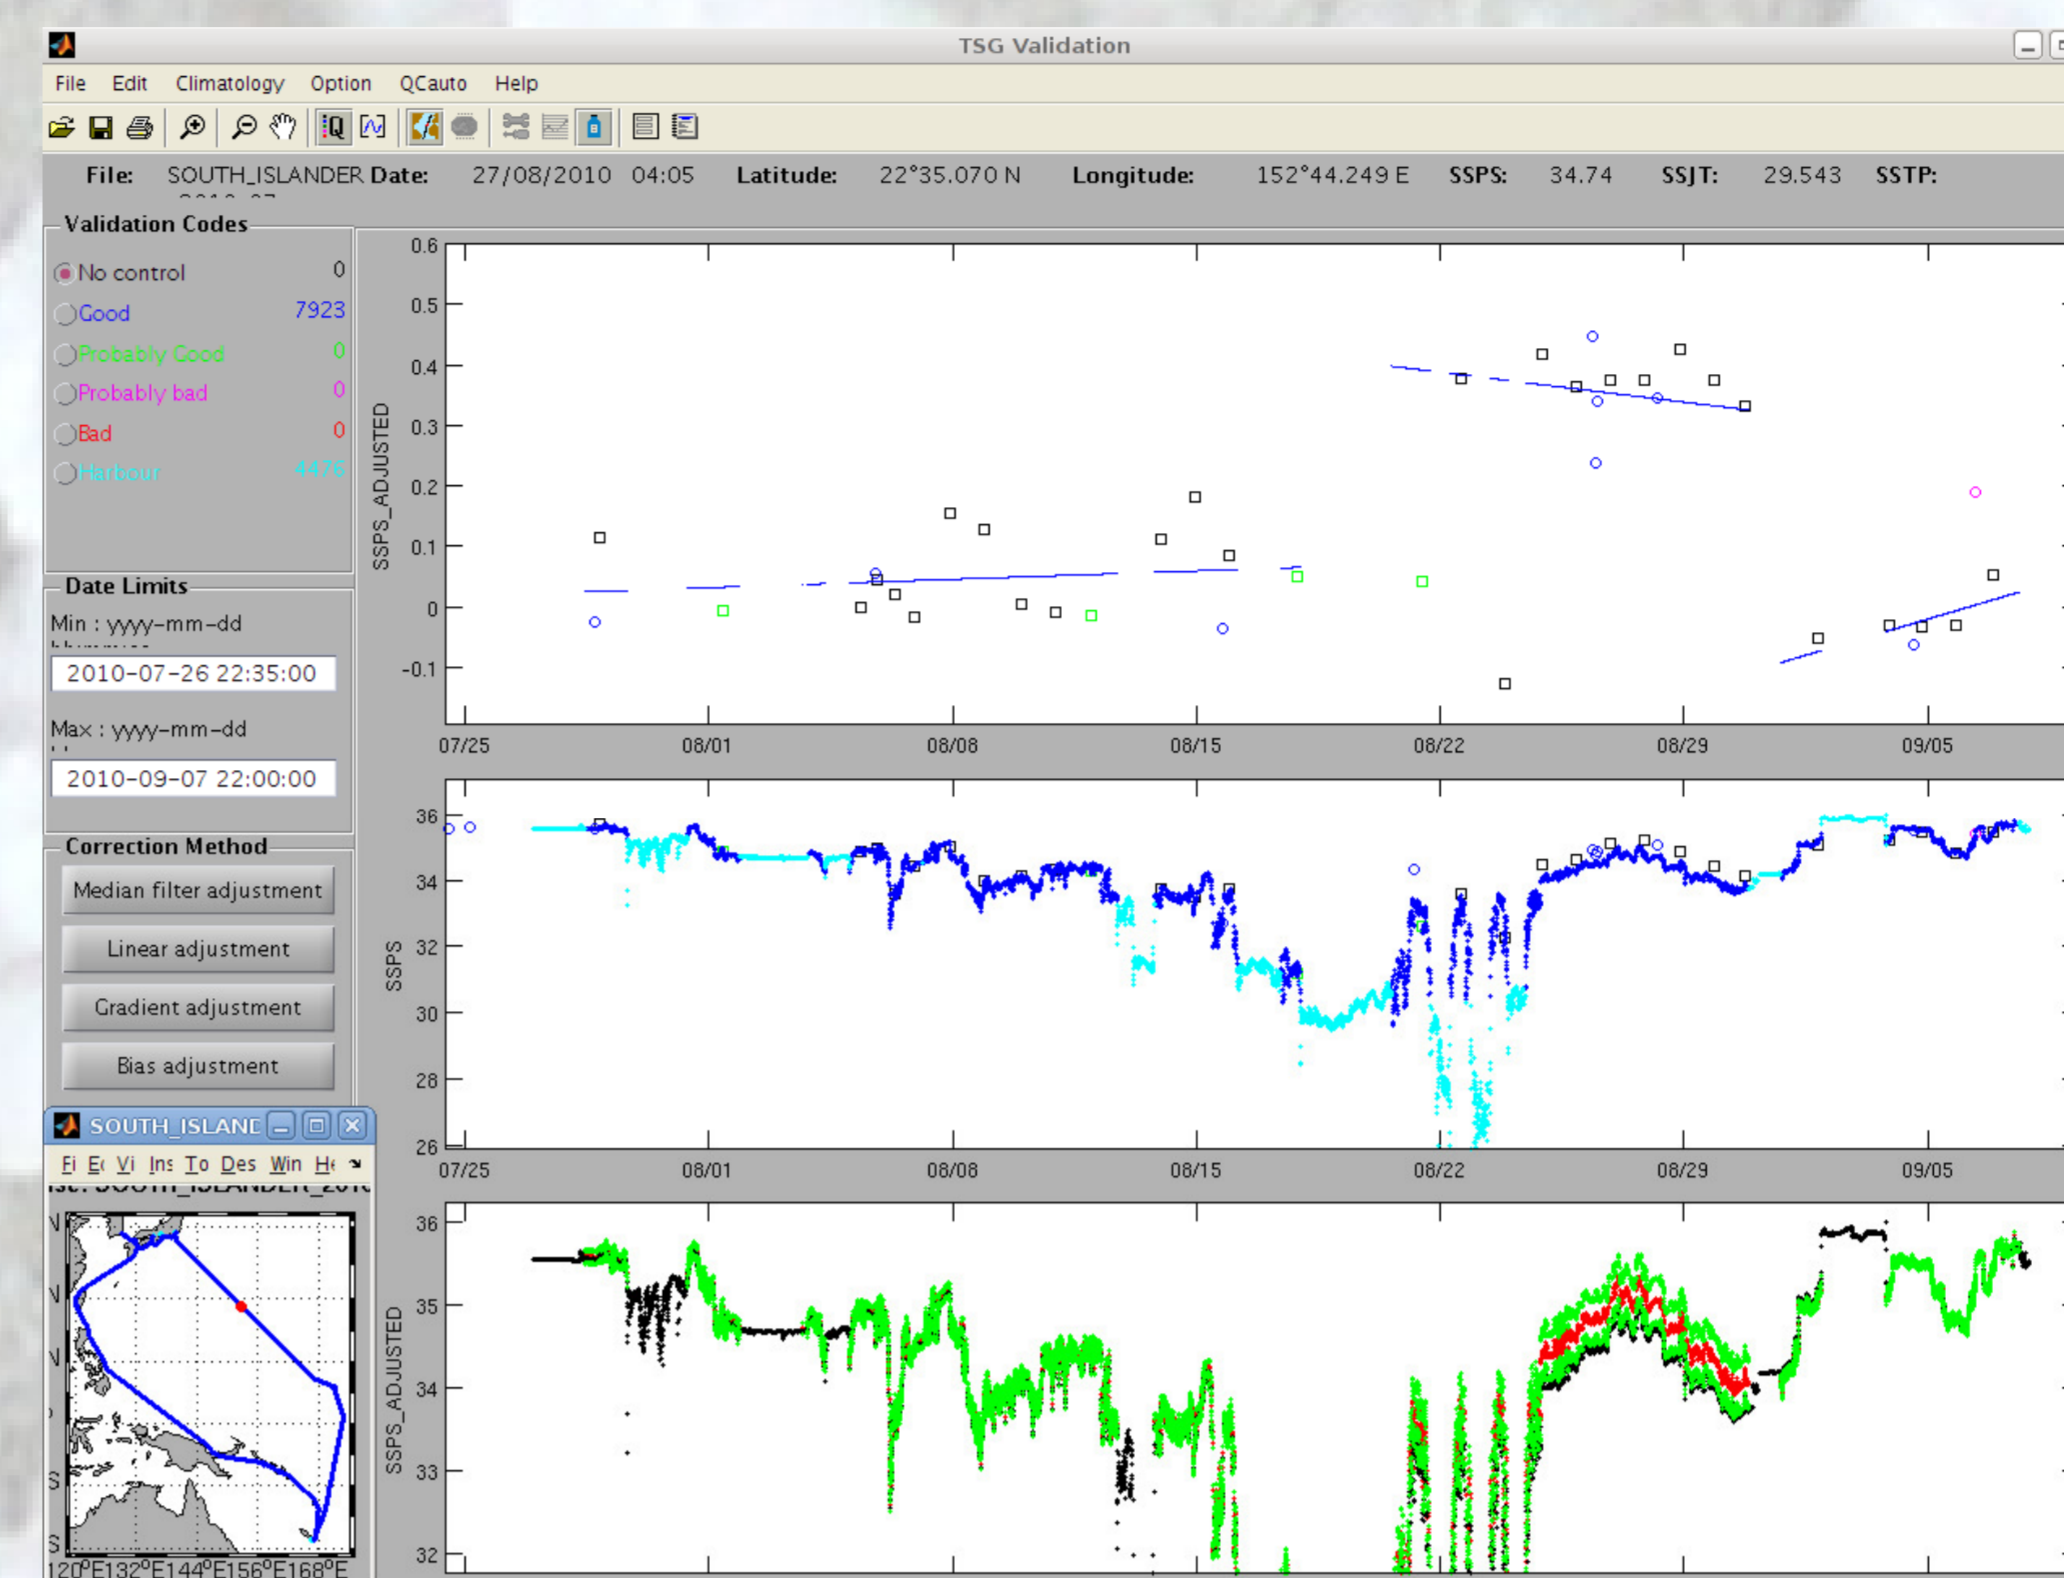 TSG Validation
File Edit Climatology Option QCauto Help
File: SOUTH_ISLANDER Date: 27/08/2010 04:05 Latitude: 22°35.070 N Longitude: 152°44.249 E SSPS: 34.74 SSJT: 29.543 SSTP:
Validation Codes
No control 0
Good 7923
Probably Good 0
Probably bad 0
Bad 0
Harbour 4476
Date Limits
Min : yyyy-mm-dd
2010-07-26 22:35:00
Max : yyyy-mm-dd
2010-09-07 22:00:00
Correction Method
Median filter adjustment
Linear adjustment
Gradient adjustment
Bias adjustment
SSPS_ADJUSTED
0.6
0.5
0.4
0.3
0.2
0.1
0
-0.1
07/25 08/01 08/08 08/15 08/22 08/29 09/05
SSPS
36
34
32
30
28
26
07/25 08/01 08/08 08/15 08/22 08/29 09/05
SSPS_ADJUSTED
36
35
34
33
32
SOUTH_ISLAND
Fi Ec Vi Ins To Des Win He
N
N
N
S
S
120°E 132°E 144°E 156°E 168°E